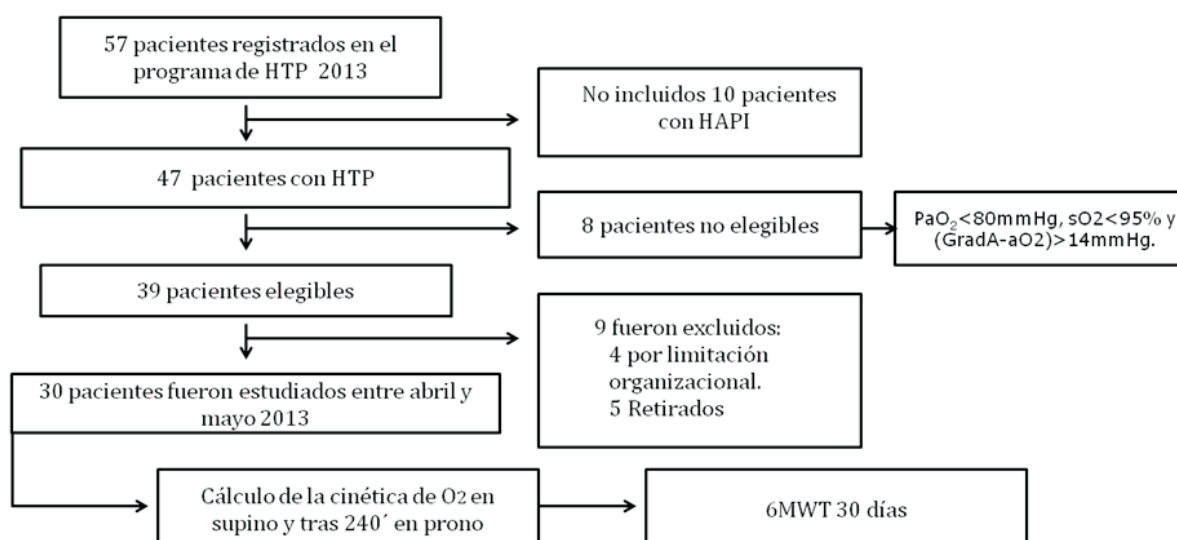 57 pacientes registrados en el
programa de HTP 2013
No incluidos 10 pacientes
con HAPI
47 pacientes con HTP
8 pacientes no elegibles
PaO₂<80mmHg, sO2<95% y
(GradA-aO2)>14mmHg.
39 pacientes elegibles
9 fueron excluidos:
4 por limitación
organizacional.
5 Retirados
30 pacientes fueron estudiados entre abril y
mayo 2013
Cálculo de la cinética de O2 en
supino y tras 240´ en prono
6MWT 30 días